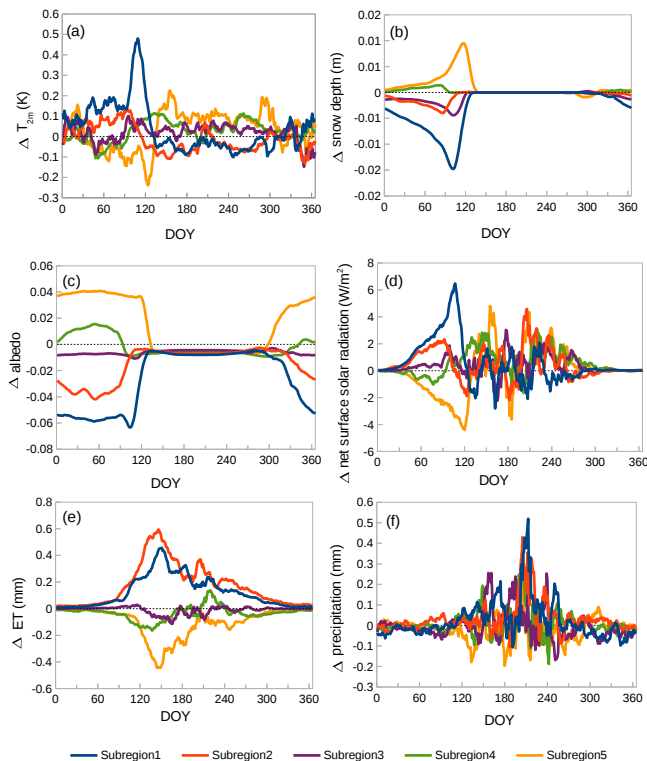 (a)
0.6
0.5
0.4
0.3
0.2
0.1
0
-0.1
-0.2
-0.3
Δ T2m (K)
0 60 120 180 240 300 360
DOY
(b)
0.02
0.01
0.01
0.00
-0.01
-0.01
-0.02
-0.02
Δ snow depth (m)
0 60 120 180 240 300 360
DOY
(c)
0.06
0.04
0.02
0
-0.02
-0.04
-0.06
-0.08
Δ albedo
0 60 120 180 240 300 360
DOY
(d)
8
6
4
2
0
-2
-4
-6
Δ net surface solar radiation (W/m²)
0 60 120 180 240 300 360
DOY
(e)
0.8
0.6
0.4
0.2
0
-0.2
-0.4
-0.6
Δ ET (mm)
0 60 120 180 240 300 360
DOY
(f)
0.6
0.5
0.4
0.3
0.2
0.1
0
-0.1
-0.2
-0.3
Δ precipitation (mm)
0 60 120 180 240 300 360
DOY
Subregion1 Subregion2 Subregion3 Subregion4 Subregion5